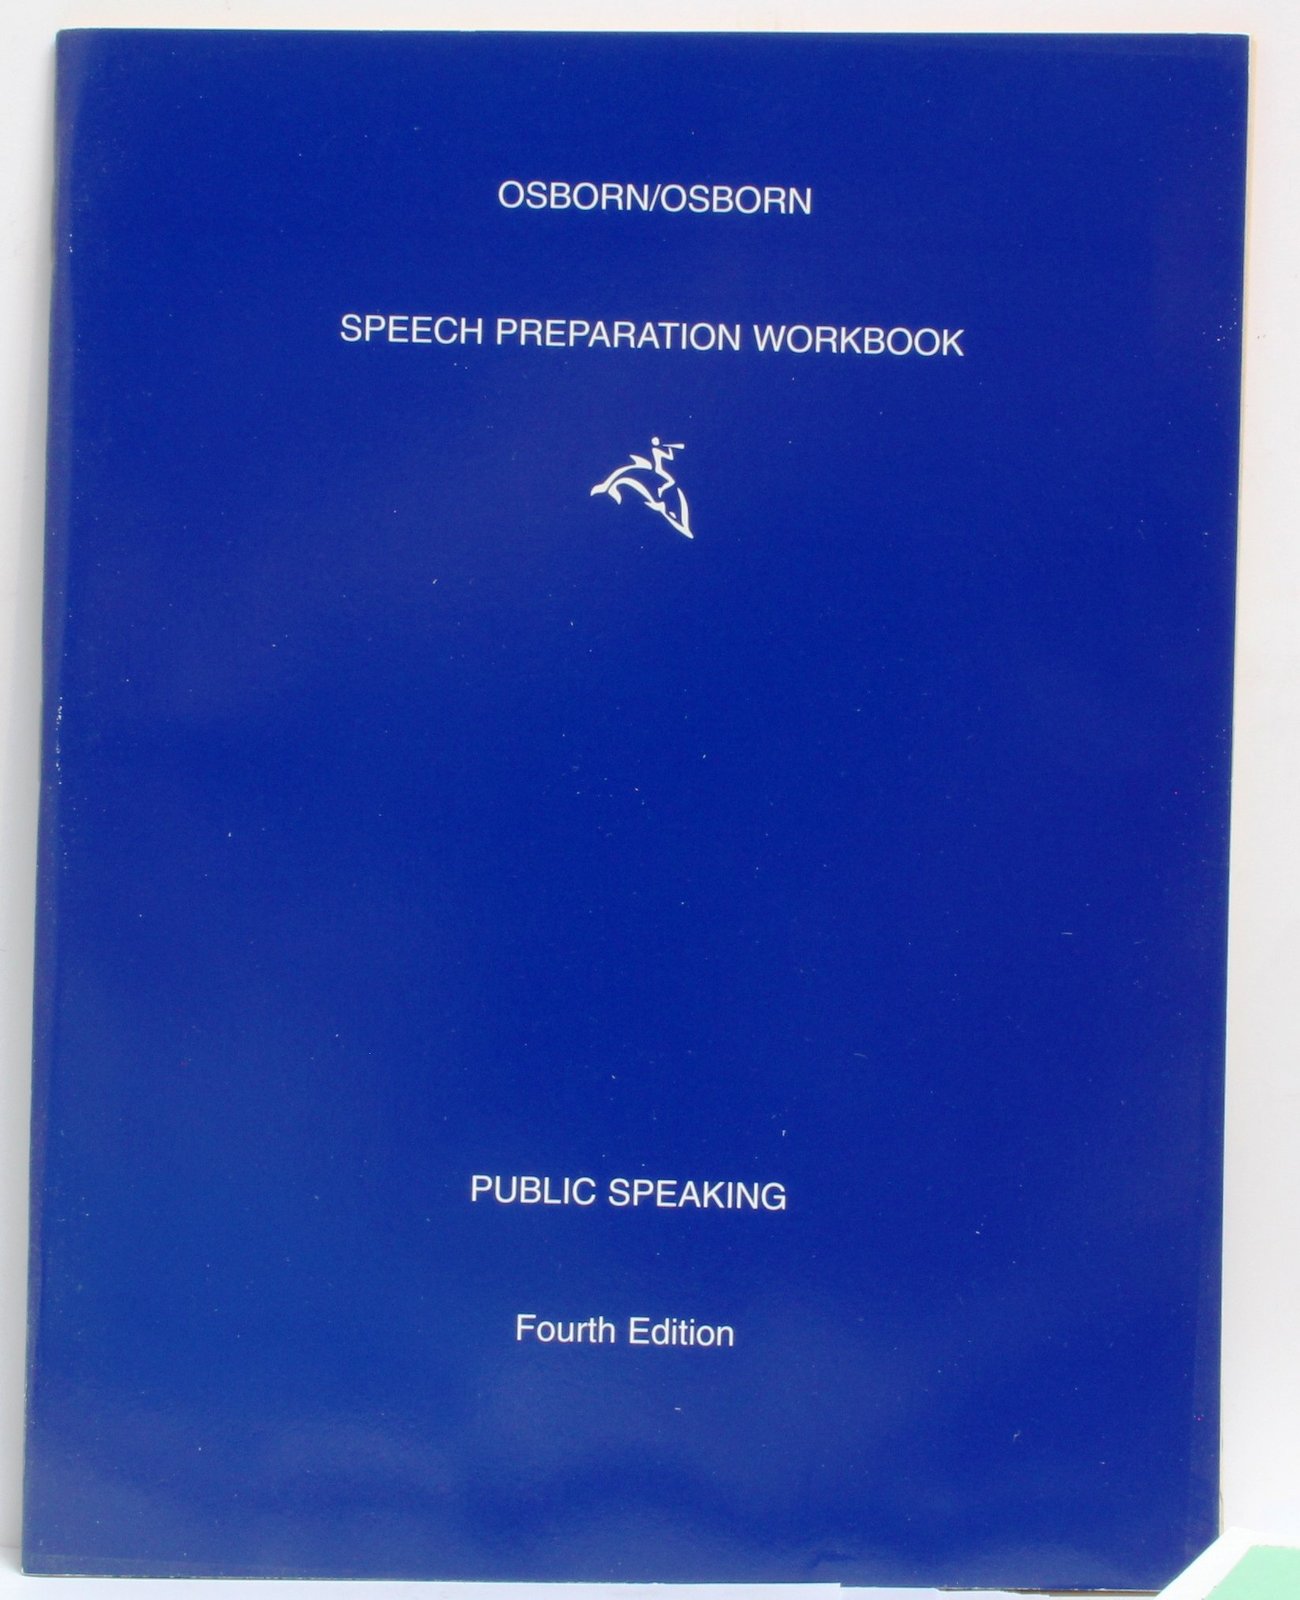 OSBORN/OSBORN
SPEECH PREPARATION WORKBOOK
PUBLIC SPEAKING
Fourth Edition